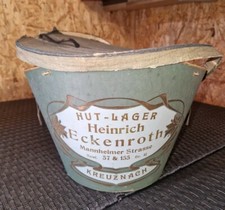 HUT-LAGER
Heinrich
Eckenroth
Mannheimer Strasse
57 & 153
KREUZNACH